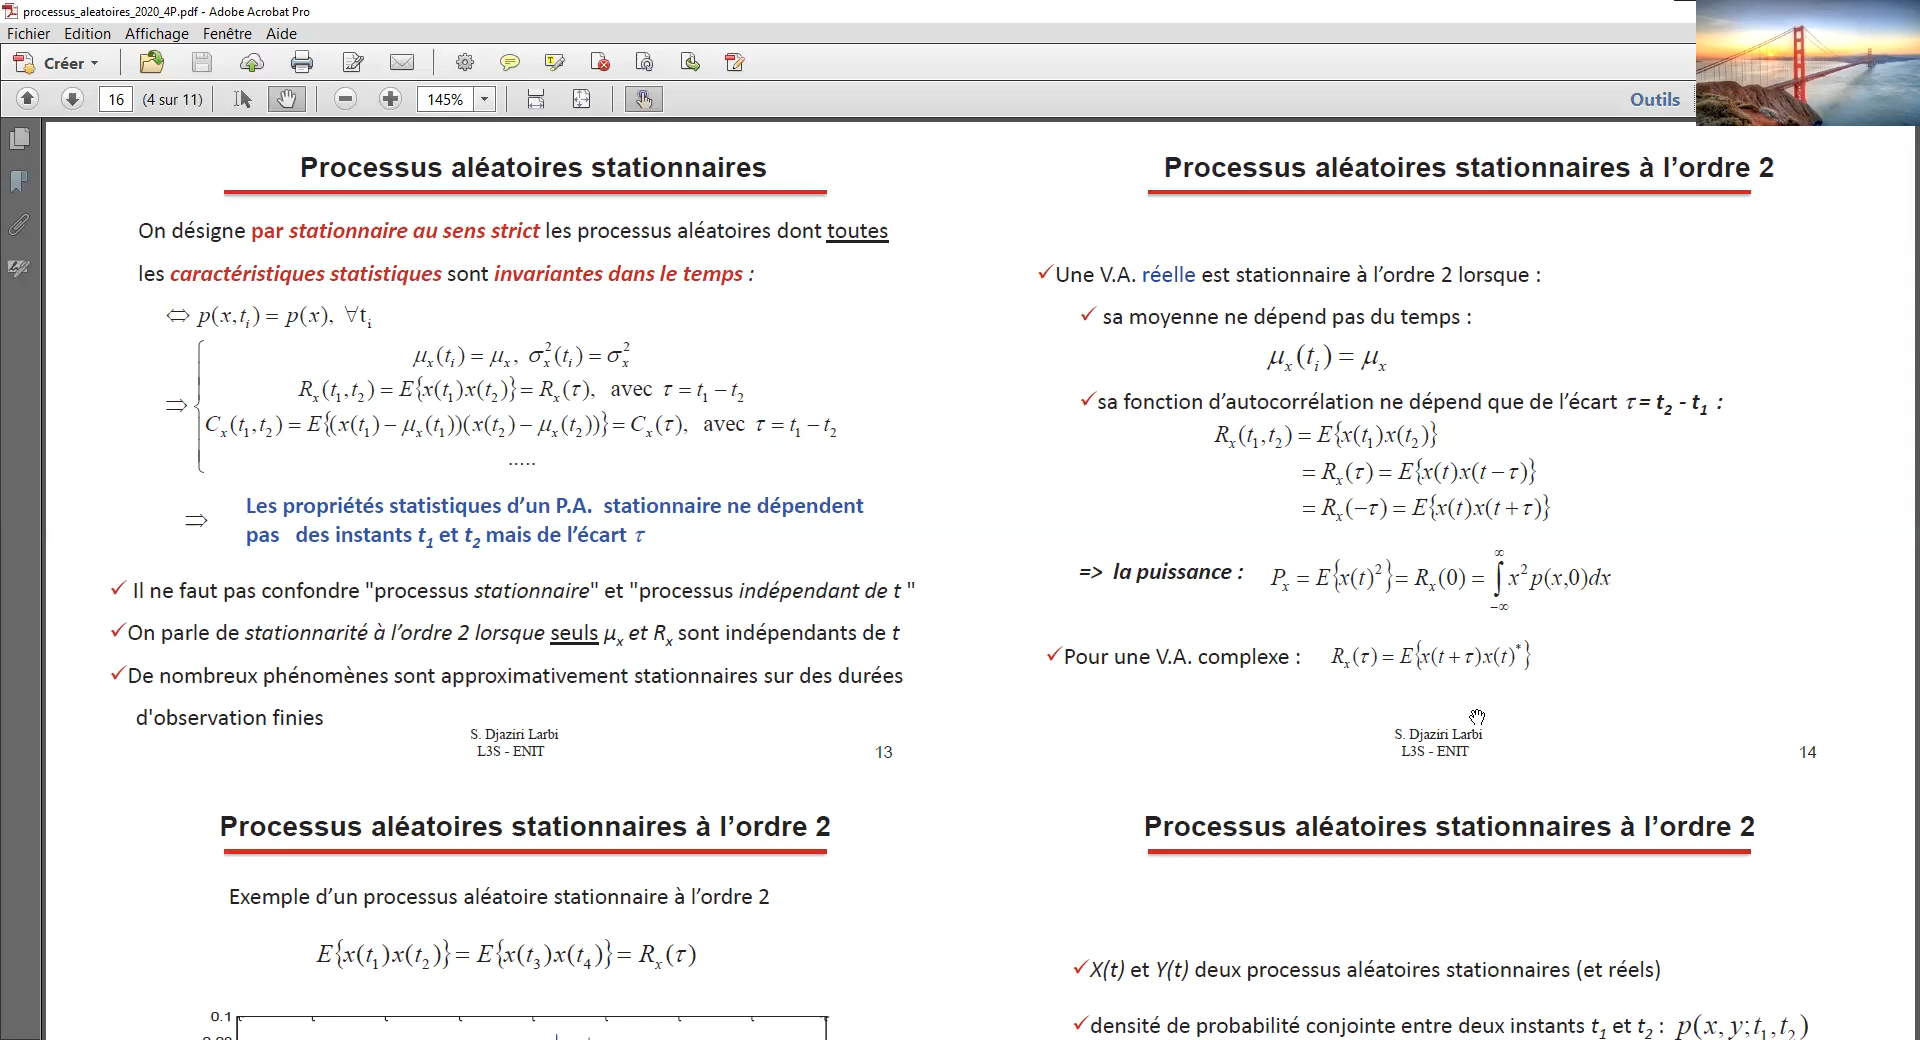 processus_aleatoires_2020_4P.pdf - Adobe Acrobat Pro
Fichier Edition Affichage Fenêtre Aide
Créer
16 (4 sur 11) 145% Outils
Processus aléatoires stationnaires
On désigne par stationnaire au sens strict les processus aléatoires dont toutes
les caractéristiques statistiques sont invariantes dans le temps :
⇔ p(x,t_i) = p(x), ∀t_i
μ_x(t_i) = μ_x, σ_x^2(t_i) = σ_x^2
⇒ { R_x(t_1,t_2) = E{x(t_1)x(t_2)} = R_x(τ), avec τ = t_1 − t_2
C_x(t_1,t_2) = E{(x(t_1) − μ_x(t_1))(x(t_2) − μ_x(t_2))} = C_x(τ), avec τ = t_1 − t_2
.....
⇒ Les propriétés statistiques d’un P.A. stationnaire ne dépendent
pas des instants t_1 et t_2 mais de l’écart τ
✓ Il ne faut pas confondre "processus stationnaire" et "processus indépendant de t "
✓On parle de stationnarité à l’ordre 2 lorsque seuls μ_x et R_x sont indépendants de t
✓De nombreux phénomènes sont approximativement stationnaires sur des durées
d'observation finies
S. Djaziri Larbi
L3S - ENIT
13
Processus aléatoires stationnaires à l’ordre 2
✓Une V.A. réelle est stationnaire à l’ordre 2 lorsque :
✓ sa moyenne ne dépend pas du temps :
μ_x(t_i) = μ_x
✓sa fonction d’autocorrélation ne dépend que de l’écart τ = t_2 - t_1 :
R_x(t_1,t_2) = E{x(t_1)x(t_2)}
= R_x(τ) = E{x(t)x(t − τ)}
= R_x(−τ) = E{x(t)x(t + τ)}
=> la puissance : P_x = E{x(t)^2} = R_x(0) = ∫_{−∞}^{∞} x^2 p(x,0)dx
✓Pour une V.A. complexe : R_x(τ) = E{x(t + τ)x(t)^*}
S. Djaziri Larbi
L3S - ENIT
14
Processus aléatoires stationnaires à l’ordre 2
Exemple d’un processus aléatoire stationnaire à l’ordre 2
E{x(t_1)x(t_2)} = E{x(t_3)x(t_4)} = R_x(τ)
0.1
Processus aléatoires stationnaires à l’ordre 2
✓X(t) et Y(t) deux processus aléatoires stationnaires (et réels)
✓densité de probabilité conjointe entre deux instants t_1 et t_2 : p(x, y;t_1,t_2)